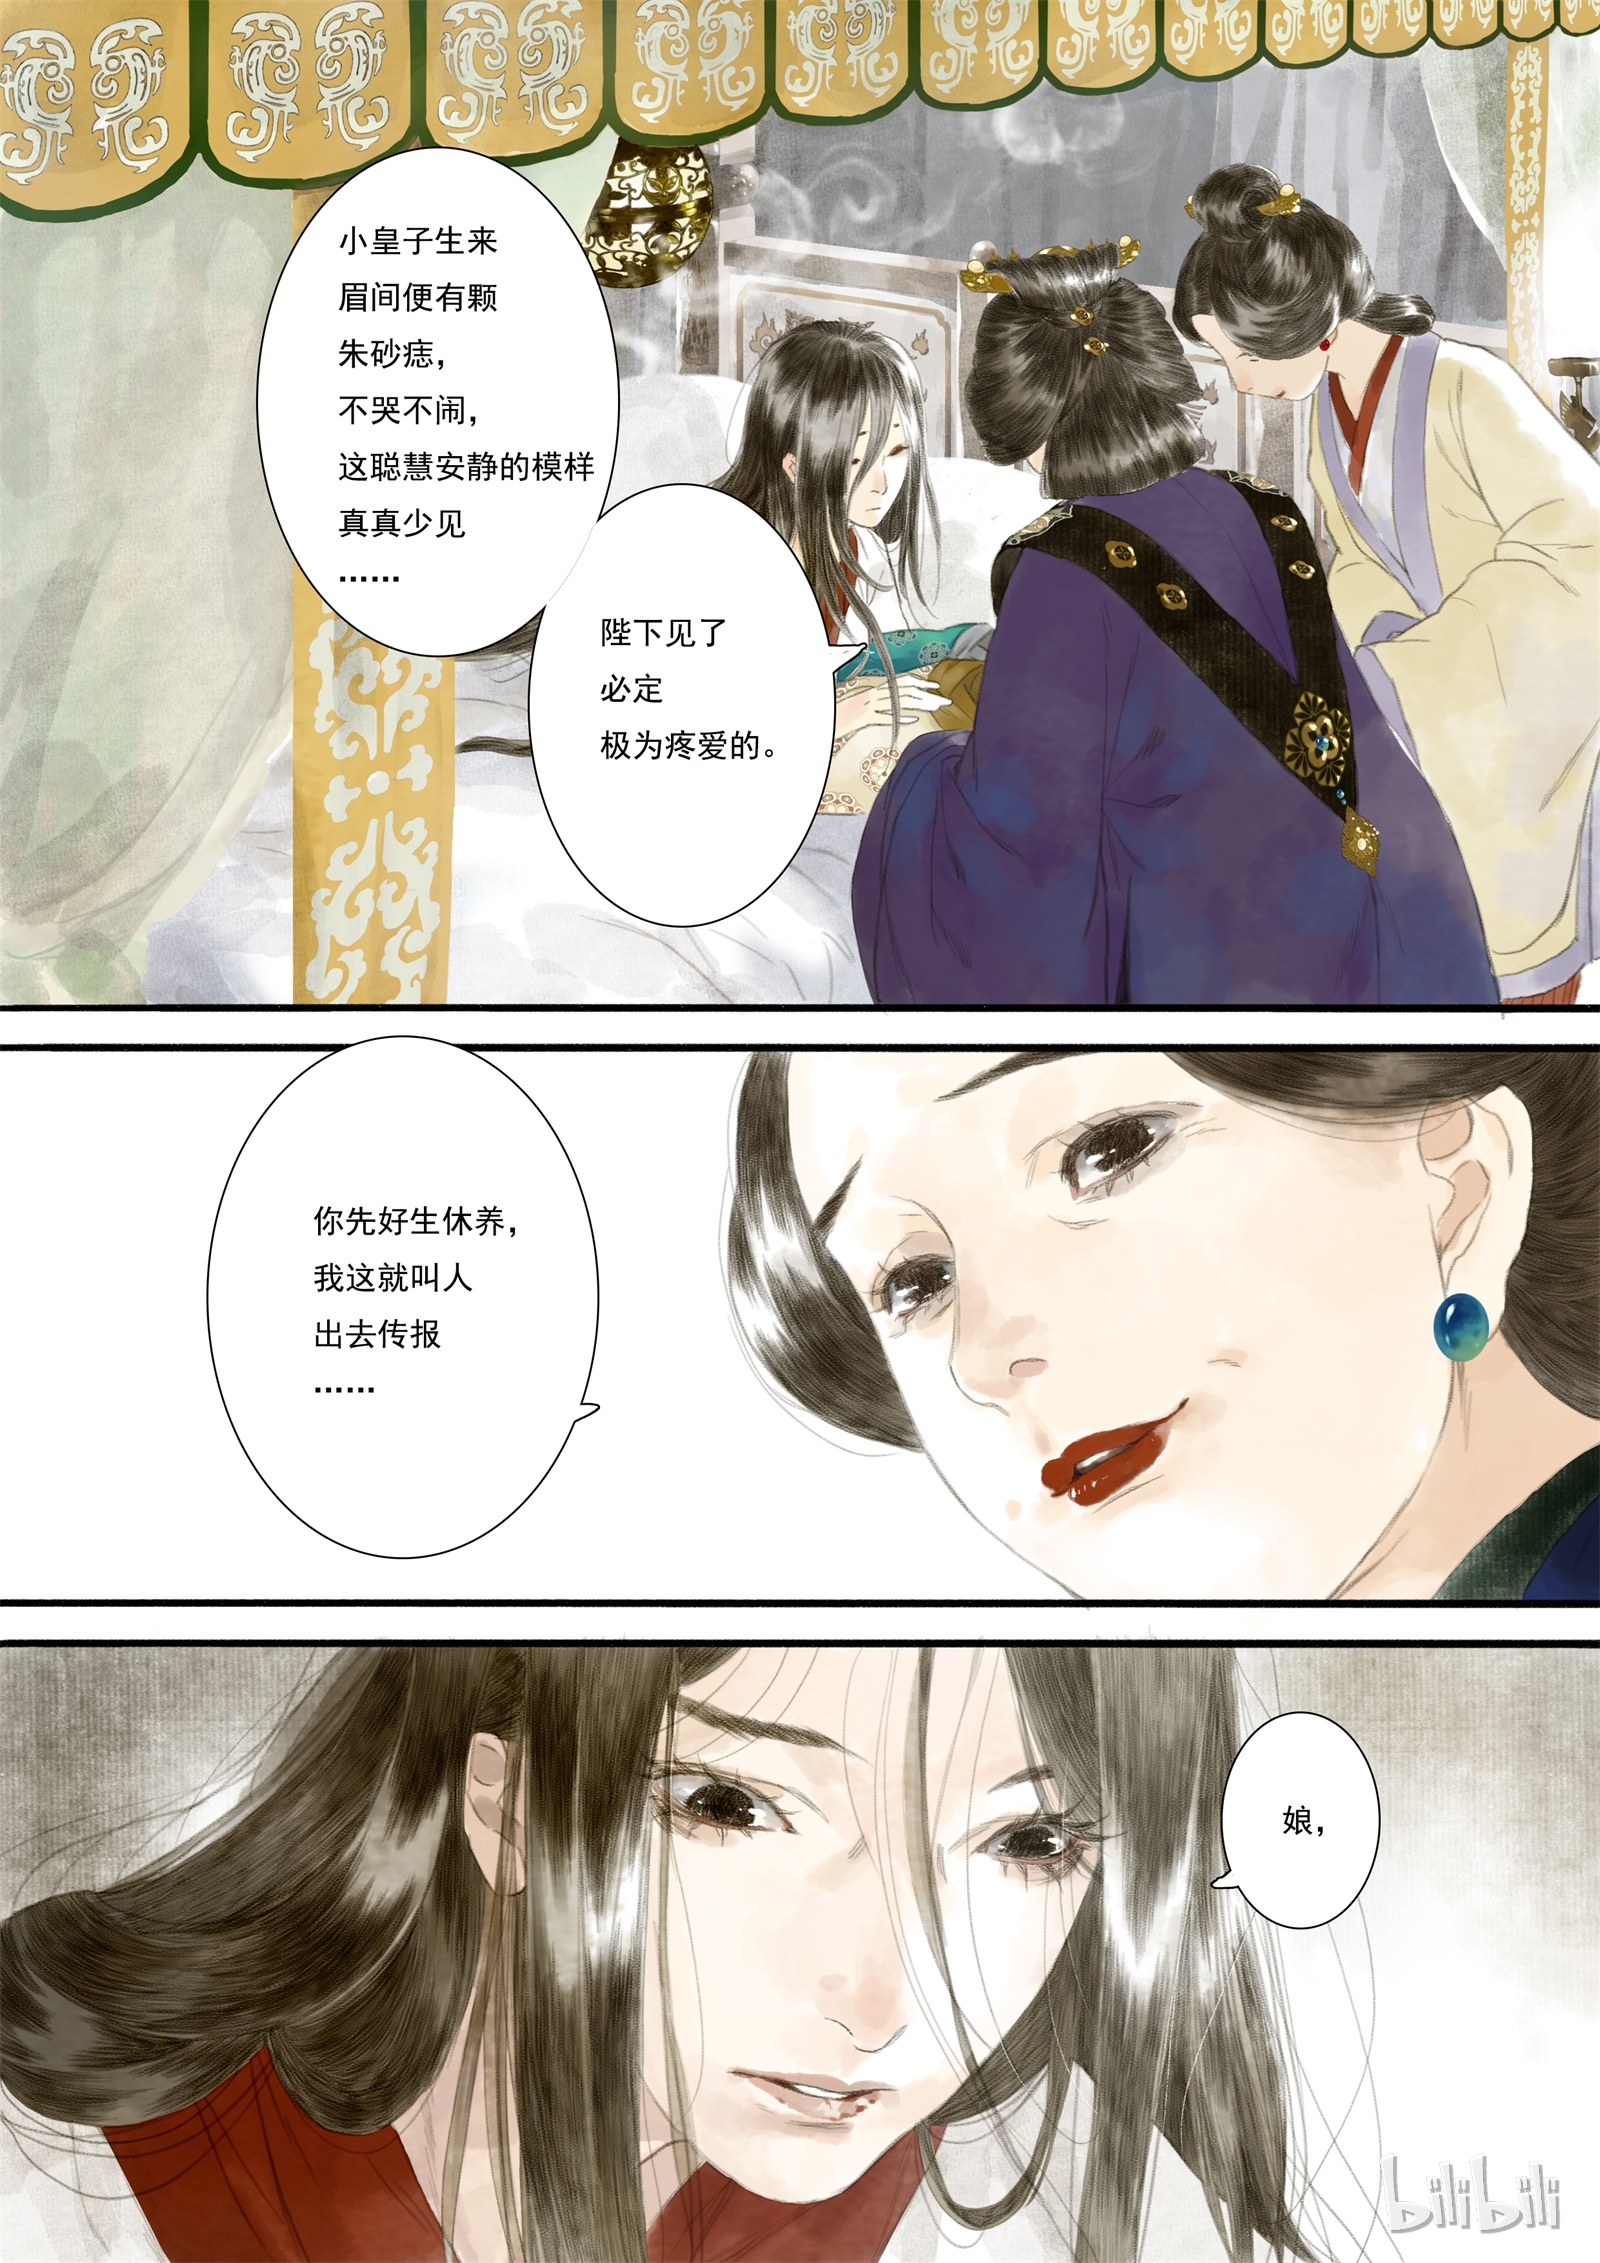 小皇子生来
眉间便有颗
朱砂痣，
不哭不闹，
这聪慧安静的模样
真真少见
……
陛下见了
必定
极为疼爱的。
你先好生休养，
我这就叫人
出去传报
……
娘，
bilibili